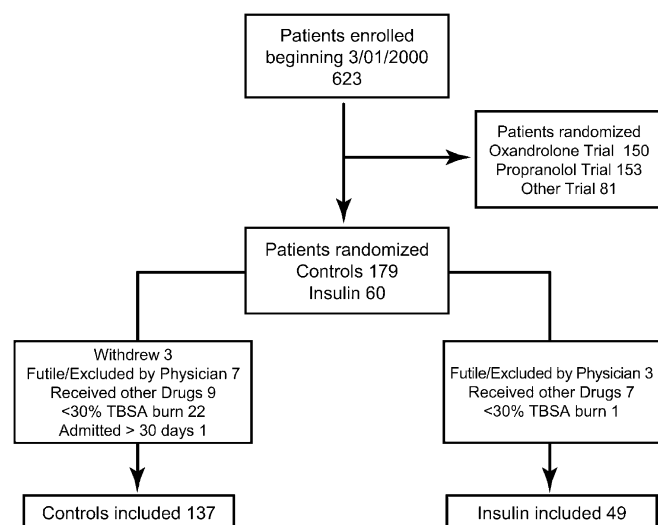 Patients enrolled
beginning 3/01/2000
623
Patients randomized
Oxandrolone Trial 150
Propranolol Trial 153
Other Trial 81
Patients randomized
Controls 179
Insulin 60
Withdrew 3
Futile/Excluded by Physician 7
Received other Drugs 9
<30% TBSA burn 22
Admitted > 30 days 1
Futile/Excluded by Physician 3
Received other Drugs 7
<30% TBSA burn 1
Controls included 137
Insulin included 49